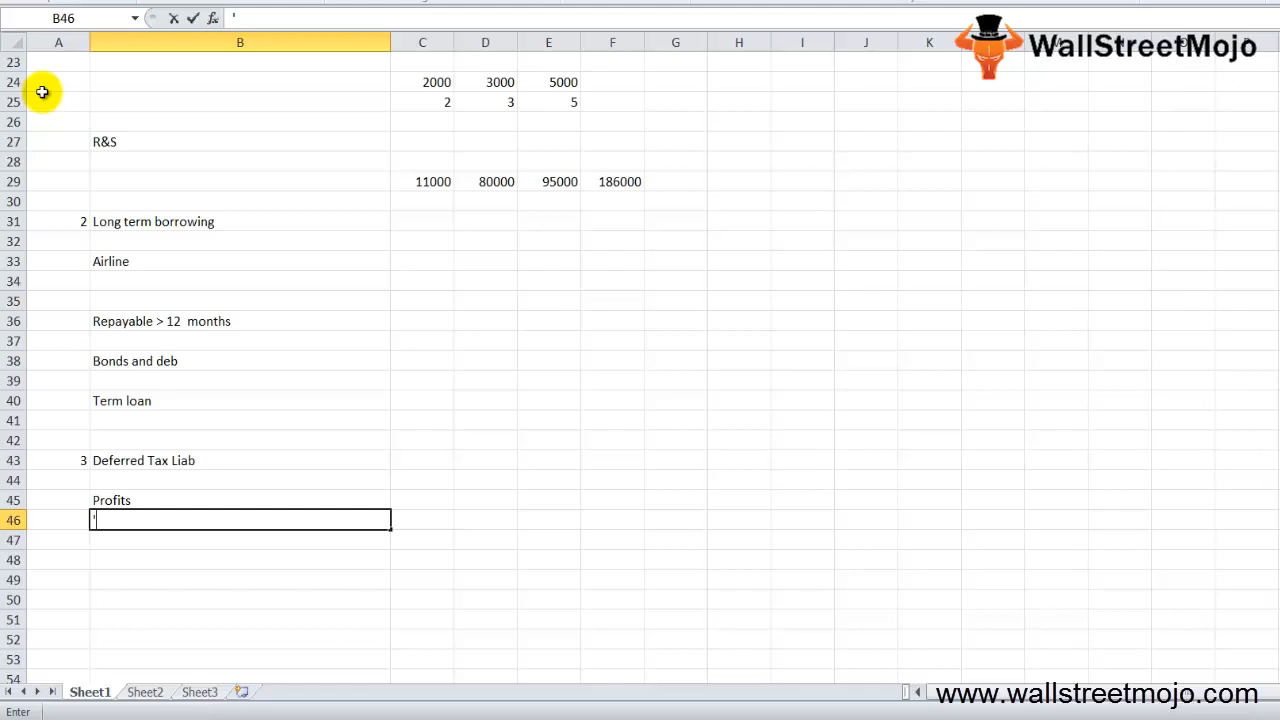 B46 '
WallStreetMojo
A B C D E F G H I J K
23
24 2000 3000 5000
25 2 3 5
26
27 R&S
28
29 11000 80000 95000 186000
30
31 2 Long term borrowing
32
33 Airline
34
35
36 Repayable > 12 months
37
38 Bonds and deb
39
40 Term loan
41
42
43 3 Deferred Tax Liab
44
45 Profits
46 '
47
48
49
50
51
52
53
54
Sheet1 Sheet2 Sheet3
www.wallstreetmojo.com
Enter